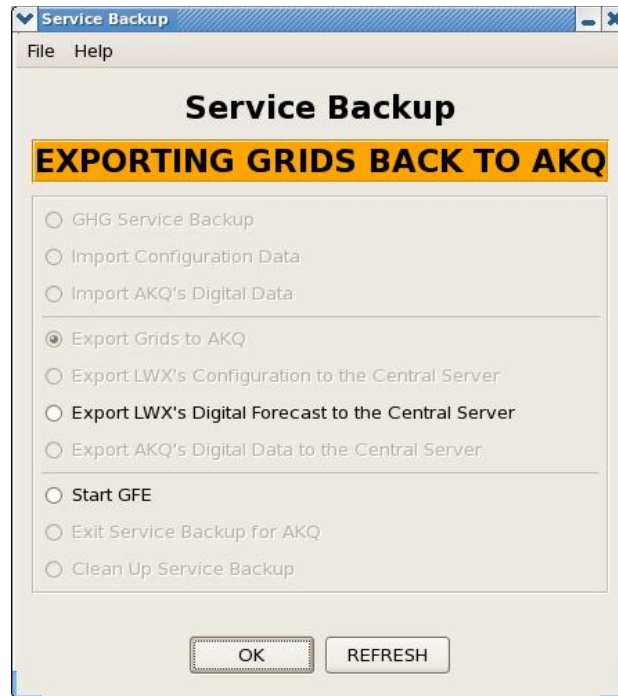 Service Backup
File Help
Service Backup
EXPORTING GRIDS BACK TO AKQ
GHG Service Backup
Import Configuration Data
Import AKQ's Digital Data
Export Grids to AKQ
Export LWX's Configuration to the Central Server
Export LWX's Digital Forecast to the Central Server
Export AKQ's Digital Data to the Central Server
Start GFE
Exit Service Backup for AKQ
Clean Up Service Backup
OK REFRESH